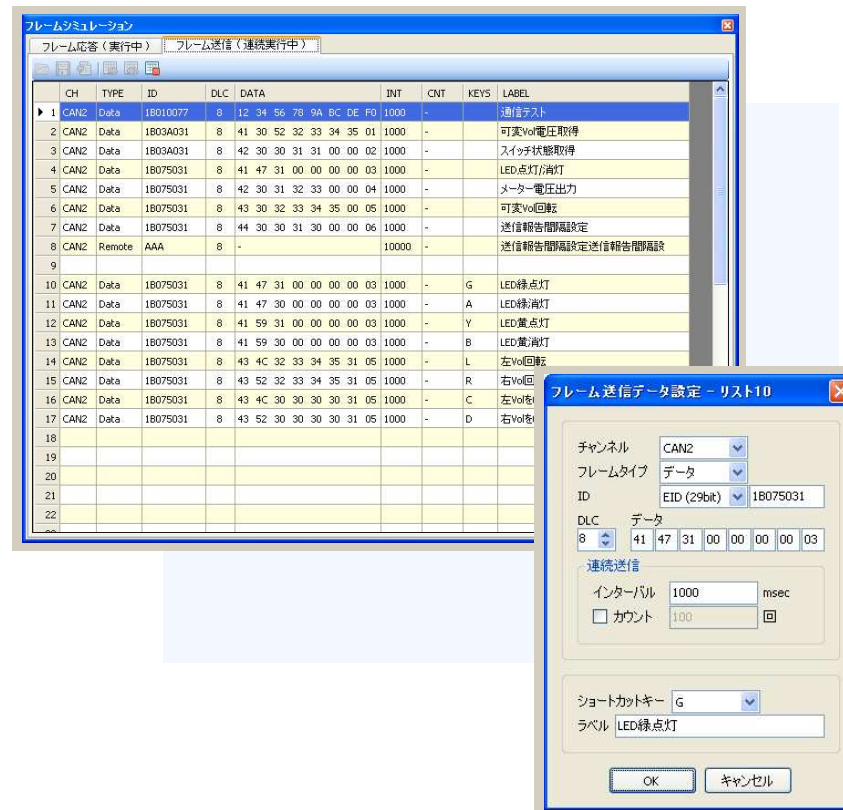 フレームシミュレーション
フレーム応答（実行中） フレーム送信（連続実行中）
CH TYPE ID DLC DATA INT CNT KEYS LABEL
1 CAN2 Data 1B010077 8 12 34 56 78 9A BC DE F0 1000 - 通信テスト
2 CAN2 Data 1B03A031 8 41 30 52 32 33 34 35 01 1000 - 可変Vol電圧取得
3 CAN2 Data 1B03A031 8 42 30 30 31 31 00 00 02 1000 - スイッチ状態取得
4 CAN2 Data 1B075031 8 41 47 31 00 00 00 00 03 1000 - LED点灯/消灯
5 CAN2 Data 1B075031 8 42 30 31 32 33 00 00 04 1000 - メーター電圧出力
6 CAN2 Data 1B075031 8 43 30 32 33 34 35 00 05 1000 - 可変Vol回転
7 CAN2 Data 1B075031 8 44 30 30 31 30 00 00 06 1000 - 送信報告間隔設定
8 CAN2 Remote AAA 8 - 10000 - 送信報告間隔設定送信報告間隔設
9
10 CAN2 Data 1B075031 8 41 47 31 00 00 00 00 03 1000 - G LED緑点灯
11 CAN2 Data 1B075031 8 41 47 30 00 00 00 00 03 1000 - A LED緑消灯
12 CAN2 Data 1B075031 8 41 59 31 00 00 00 00 03 1000 - Y LED黄点灯
13 CAN2 Data 1B075031 8 41 59 30 00 00 00 00 03 1000 - B LED黄消灯
14 CAN2 Data 1B075031 8 43 4C 32 33 34 35 31 05 1000 - L 左Vol回転
15 CAN2 Data 1B075031 8 43 52 32 33 34 35 31 05 1000 - R 右Vol回
16 CAN2 Data 1B075031 8 43 4C 30 30 30 30 31 05 1000 - C 左Volを
17 CAN2 Data 1B075031 8 43 52 30 30 30 30 31 05 1000 - D 右Volを
18
19
20
21
22
フレーム送信データ設定 - リスト10
チャンネル CAN2
フレームタイプ データ
ID EID (29bit) 1B075031
DLC データ
8 41 47 31 00 00 00 00 03
連続送信
インターバル 1000 msec
カウント 100 回
ショートカットキー G
ラベル LED緑点灯
OK キャンセル